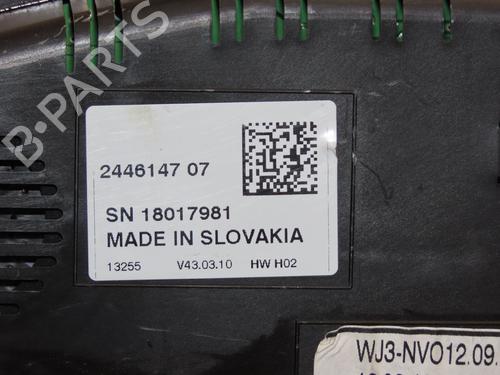 B-PARTS
2446147 07
SN 18017981
MADE IN SLOVAKIA
13255 V43.03.10 HW H02
WJ3-NVO12.09.